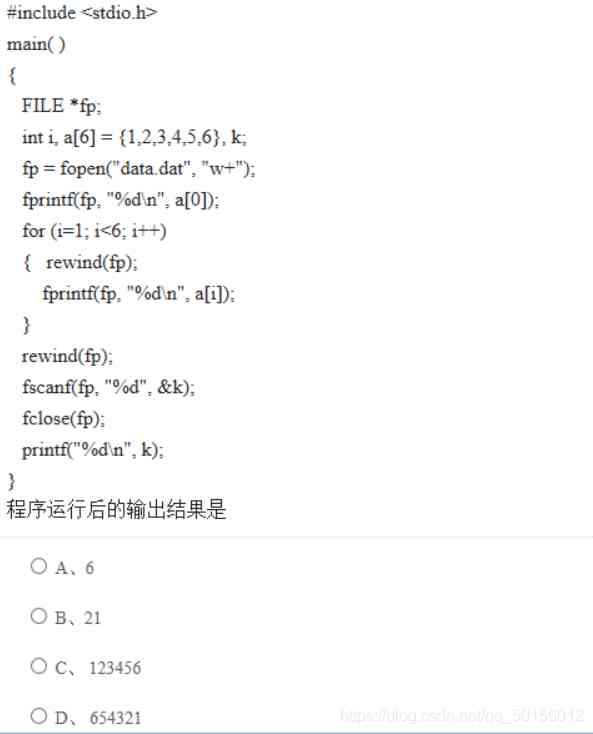 #include <stdio.h>
main( )
{
FILE *fp;
int i, a[6] = {1,2,3,4,5,6}, k;
fp = fopen("data.dat", "w+");
fprintf(fp, "%d\n", a[0]);
for (i=1; i<6; i++)
{ rewind(fp);
fprintf(fp, "%d\n", a[i]);
}
rewind(fp);
fscanf(fp, "%d", &k);
fclose(fp);
printf("%d\n", k);
}
程序运行后的输出结果是
A、6
B、21
C、 123456
D、 654321
https://blog.csdn.net/qq_50156012